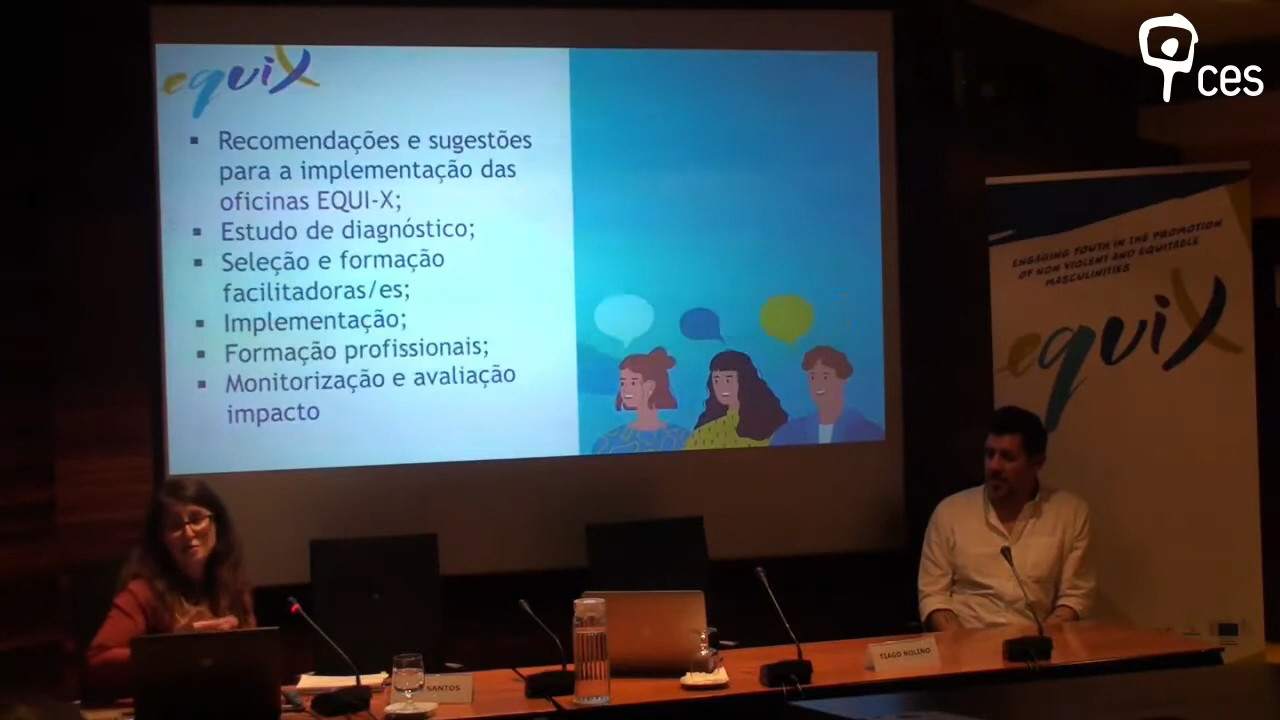 equiX
Recomendações e sugestões
para a implementação das
oficinas EQUI-X;
Estudo de diagnóstico;
Seleção e formação
facilitadoras/es;
Implementação;
Formação profissionais;
Monitorização e avaliação
impacto
ces
ENGAGING YOUTH IN THE PROMOTION
OF NON VIOLENT AND EQUITABLE
MASCULINITIES
equiX
SANTOS
TIAGO ROLINO